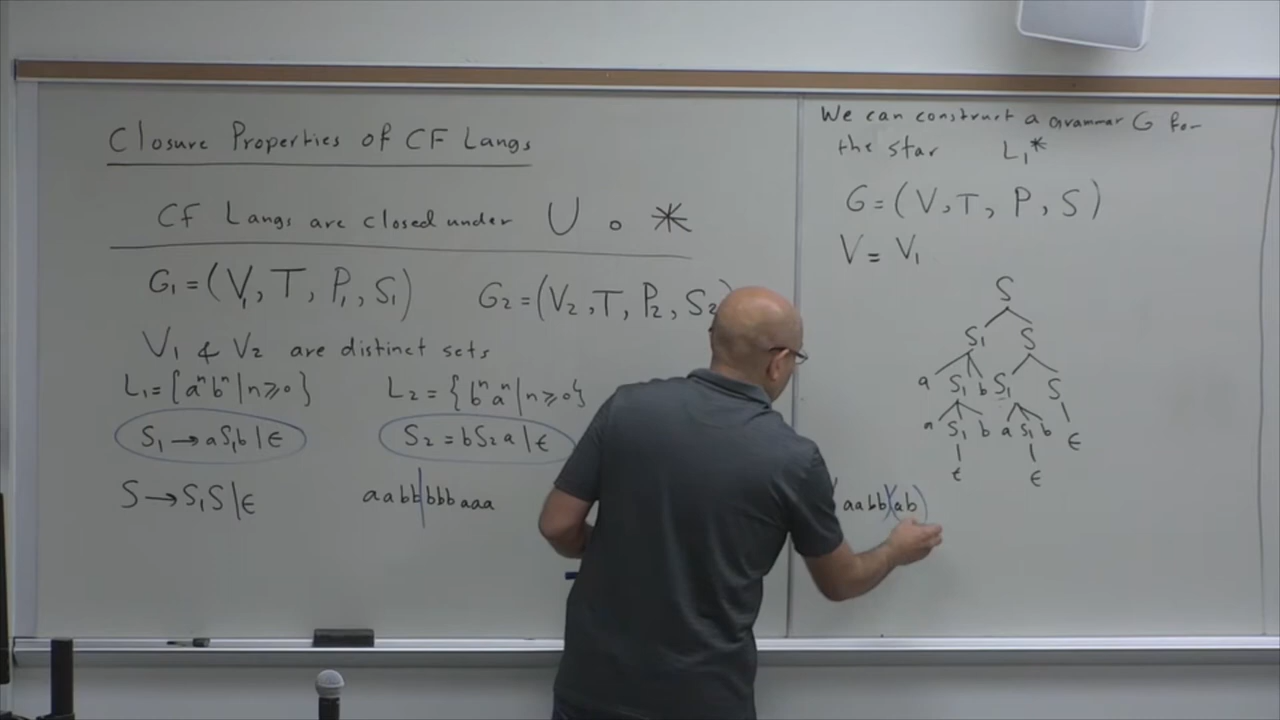 Closure Properties of CF Langs
CF Langs are closed under ∪ ∘ *
G₁=(V₁,T,P₁,S₁)
G₂=(V₂,T,P₂,S₂)
V₁ & V₂ are distinct sets
L₁={aⁿbⁿ|n≥0}
L₂={bⁿaⁿ|n≥0}
S₁→aS₁b|ϵ
S₂=bS₂a|ϵ
S→S₁S|ϵ
aabb|bbbaaa
We can construct a grammar G for
the star L₁*
G=(V,T,P,S)
V=V₁
S
S₁ S
a S₁ b S₁ S
a S₁ b a S₁ b ϵ
ϵ ϵ
(aabb)(ab)